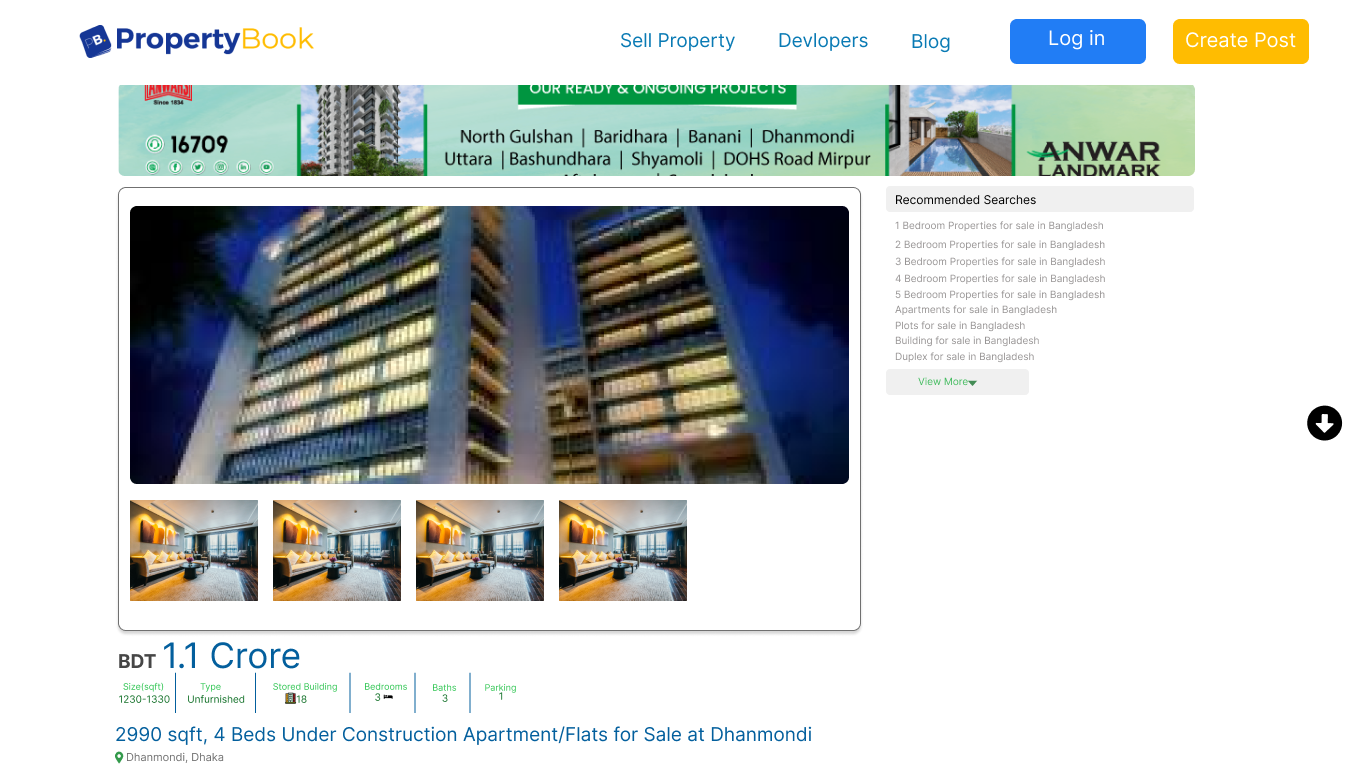 B. PropertyBook
Sell Property
Devlopers
Blog
Log in
Create Post
ANWARS
Since 1834
16709
OUR READY & ONGOING PROJECTS
North Gulshan | Baridhara | Banani | Dhanmondi
Uttara |Bashundhara | Shyamoli | DOHS Road Mirpur
ANWAR
LANDMARK
Recommended Searches
1 Bedroom Properties for sale in Bangladesh
2 Bedroom Properties for sale in Bangladesh
3 Bedroom Properties for sale in Bangladesh
4 Bedroom Properties for sale in Bangladesh
5 Bedroom Properties for sale in Bangladesh
Apartments for sale in Bangladesh
Plots for sale in Bangladesh
Building for sale in Bangladesh
Duplex for sale in Bangladesh
View More
BDT 1.1 Crore
Size(sqft)
1230-1330
Type
Unfurnished
Stored Building
18
Bedrooms
3
Baths
3
Parking
1
2990 sqft, 4 Beds Under Construction Apartment/Flats for Sale at Dhanmondi
Dhanmondi, Dhaka